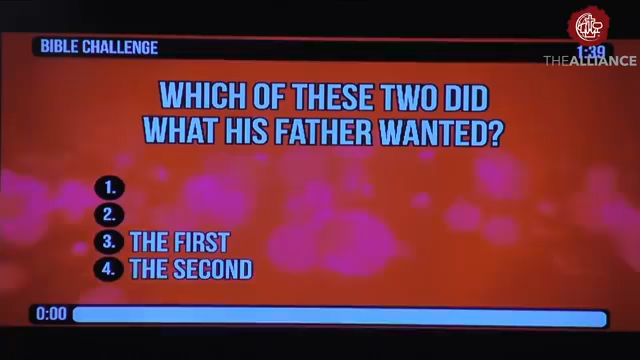 BIBLE CHALLENGE
1:39
THEALLIANCE
WHICH OF THESE TWO DID
WHAT HIS FATHER WANTED?
1.
2.
3. THE FIRST
4. THE SECOND
0:00